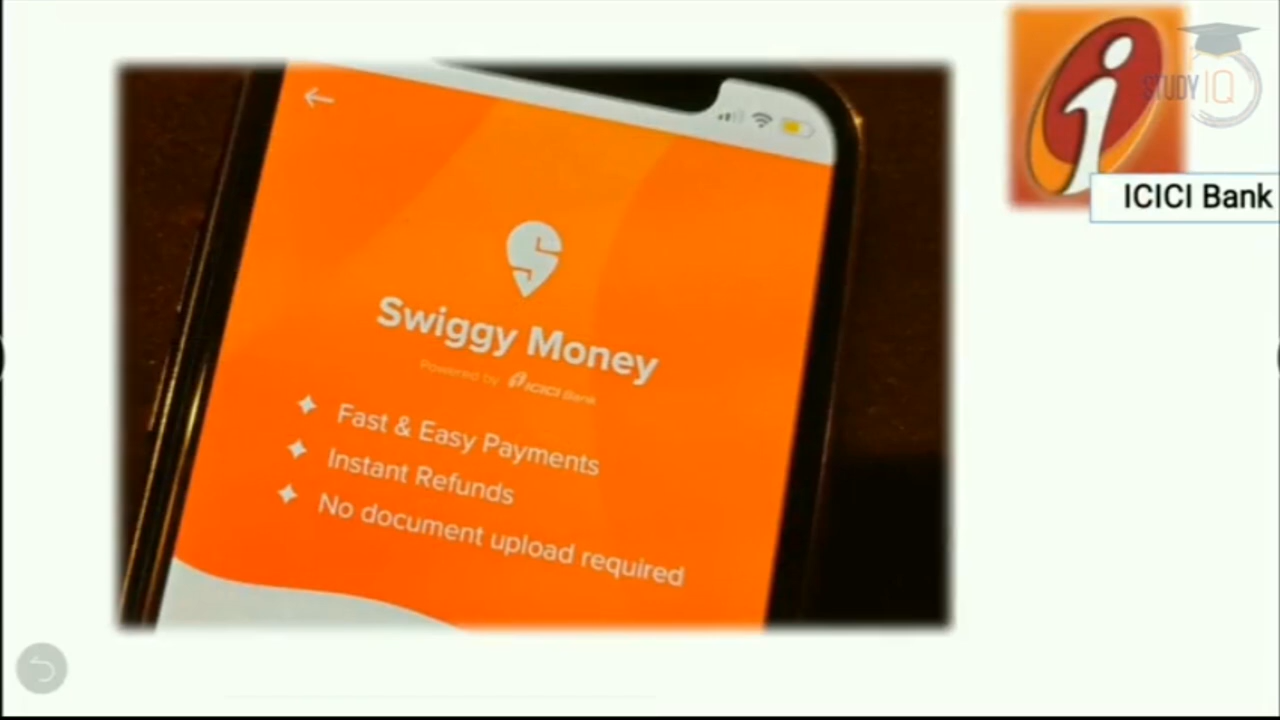 STUDY IQ
ICICI Bank
Swiggy Money
Powered by ICICI Bank
Fast & Easy Payments
Instant Refunds
No document upload required